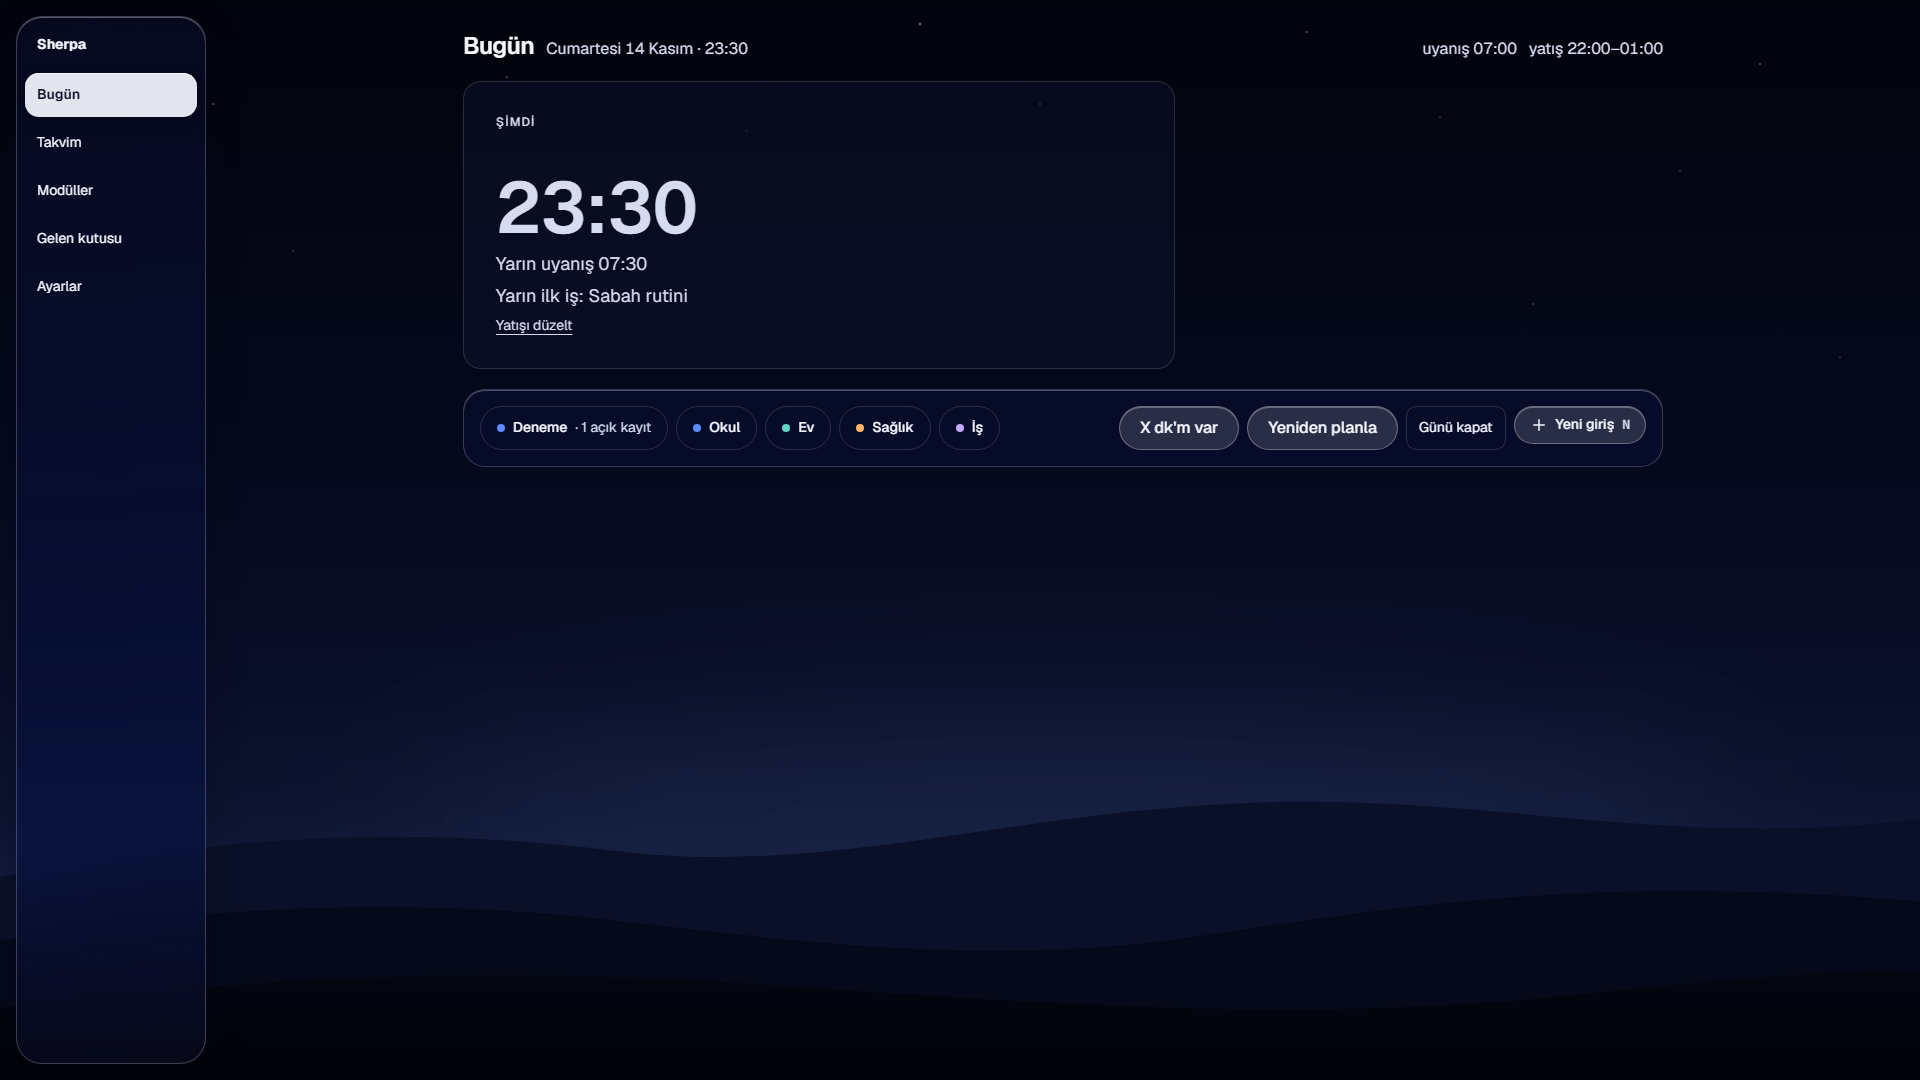 Sherpa
Bugün
Takvim
Modüller
Gelen kutusu
Ayarlar
Bugün Cumartesi 14 Kasım · 23:30
uyanış 07:00 yatış 22:00–01:00
ŞİMDİ
23:30
Yarın uyanış 07:30
Yarın ilk iş: Sabah rutini
Yatışı düzelt
Deneme · 1 açık kayıt Okul Ev Sağlık İş X dk'm var Yeniden planla Günü kapat + Yeni giriş N